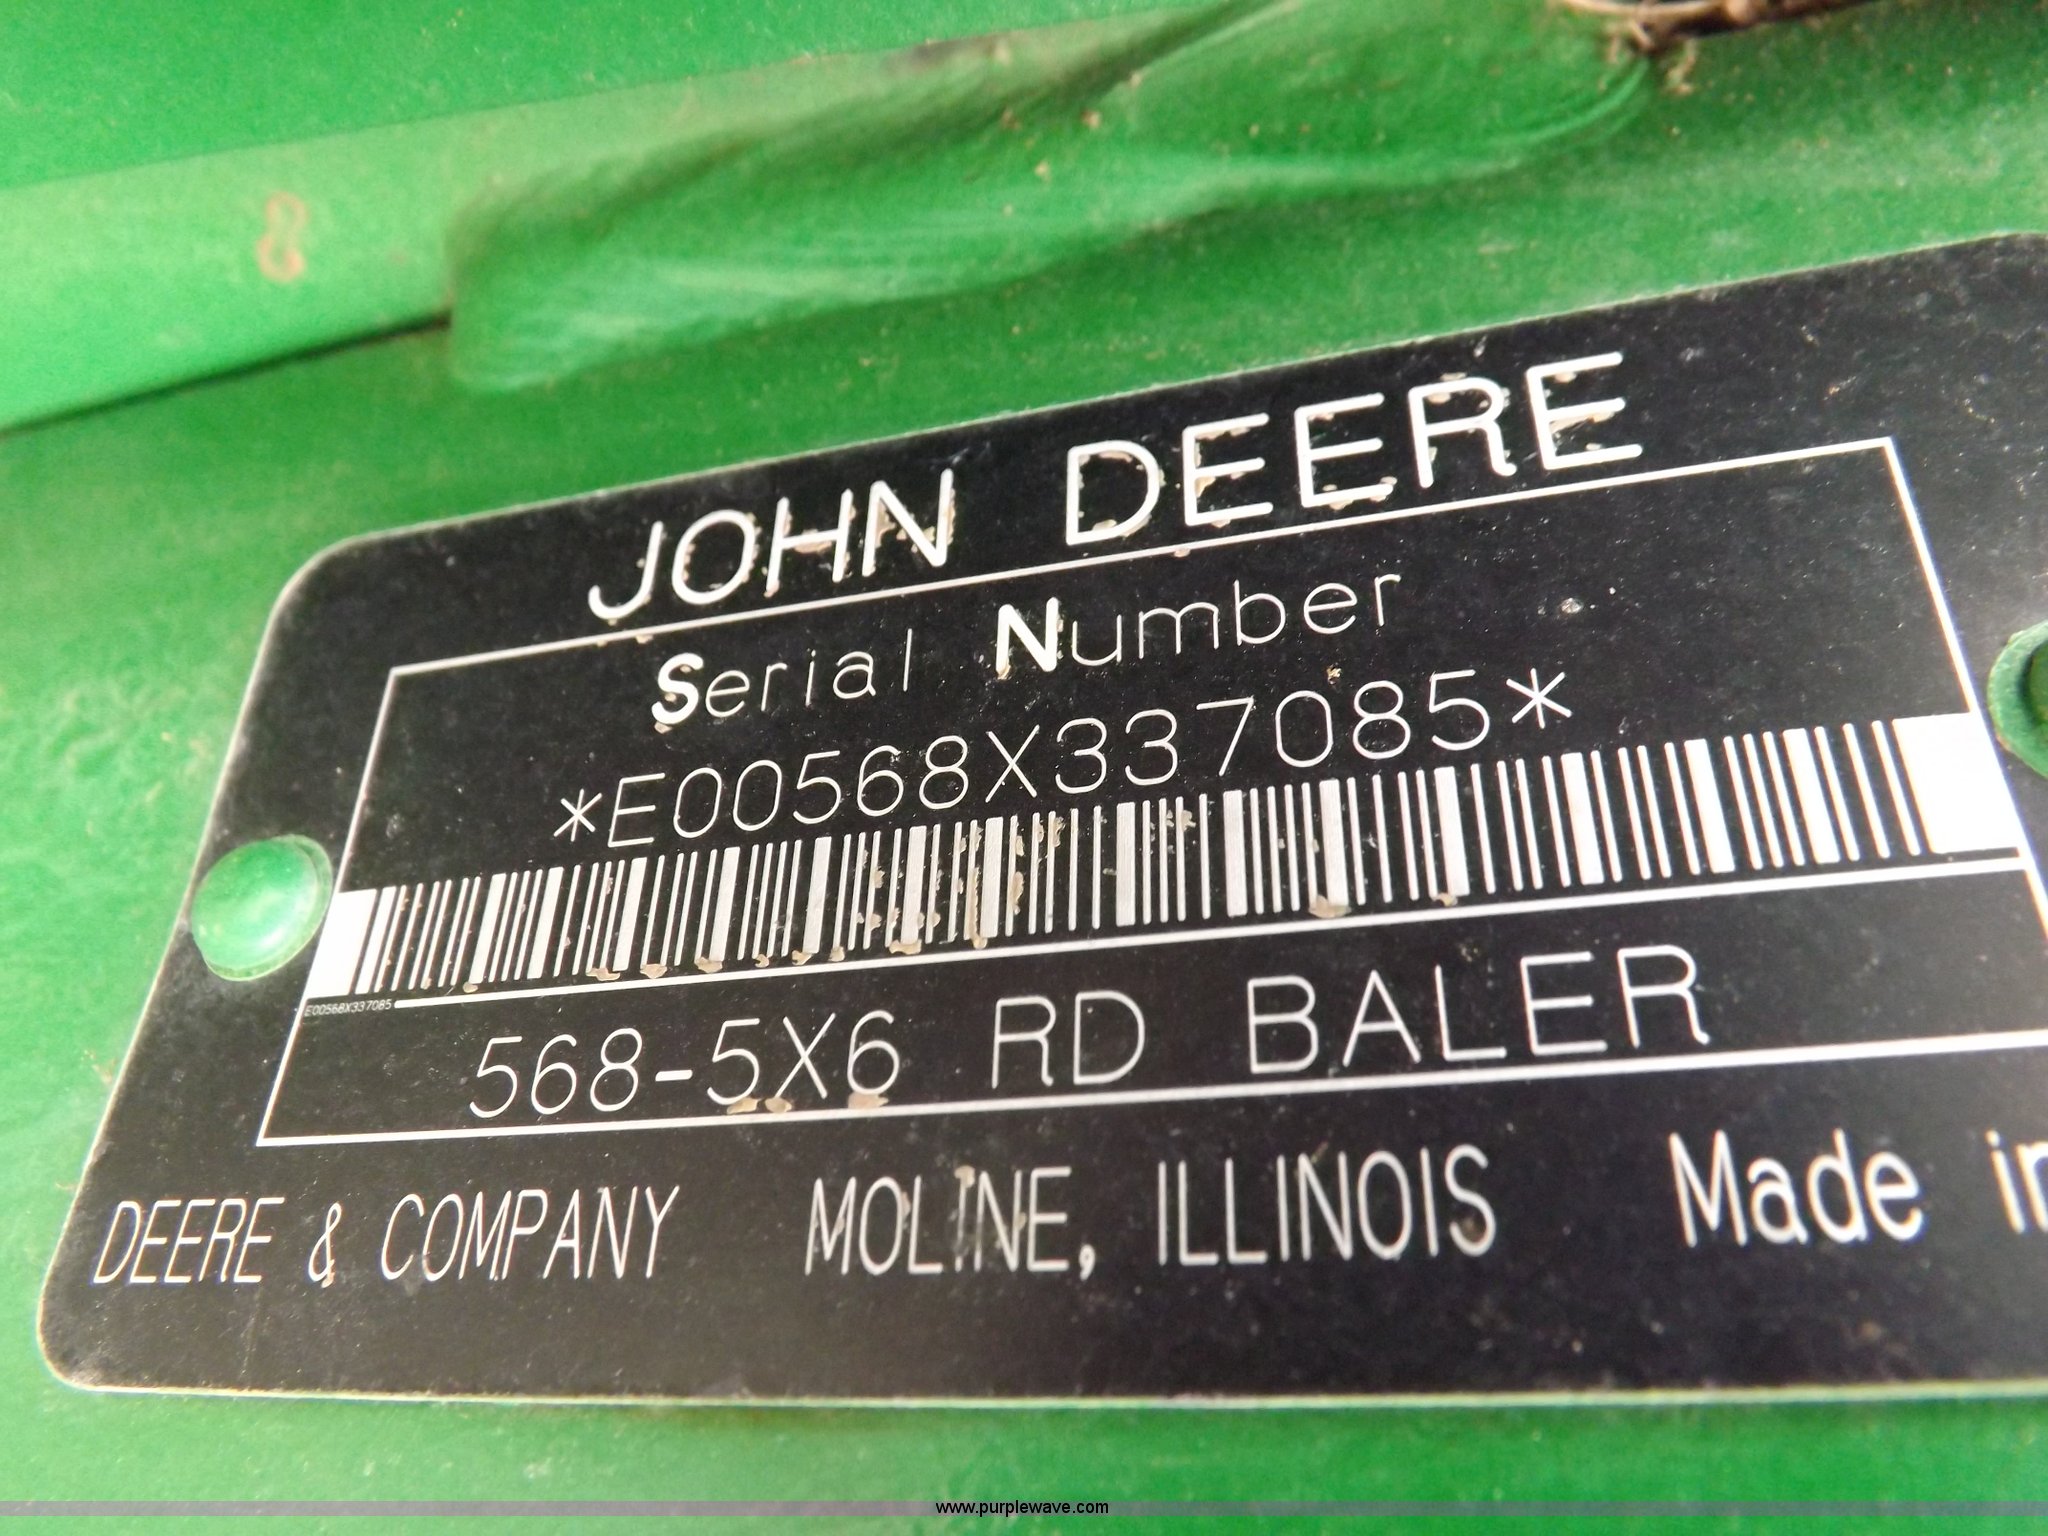 JOHN DEERE
Serial Number
*E00568X337085*
E00568X337085
568-5X6 RD BALER
DEERE & COMPANY MOLINE, ILLINOIS Made in
www.purplewave.com